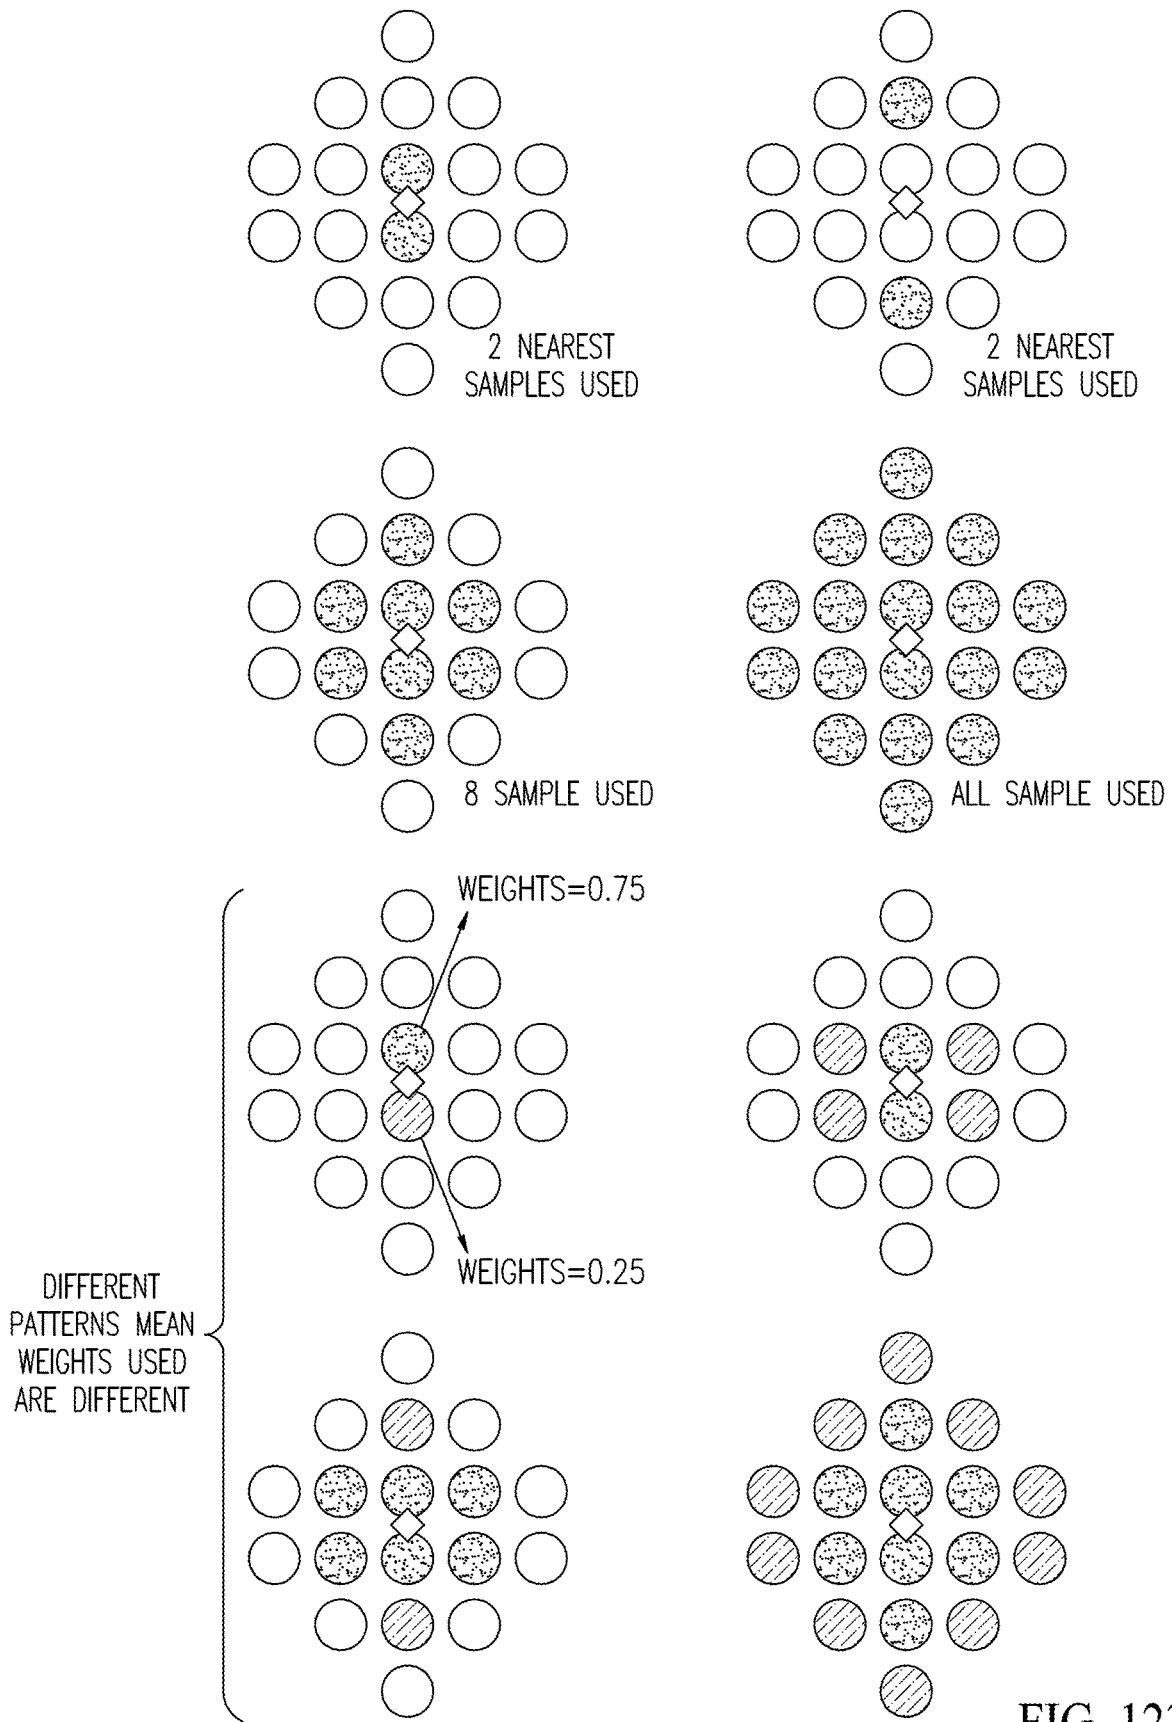 2 NEAREST
SAMPLES USED
2 NEAREST
SAMPLES USED
8 SAMPLE USED
ALL SAMPLE USED
WEIGHTS=0.75
WEIGHTS=0.25
DIFFERENT
PATTERNS MEAN
WEIGHTS USED
ARE DIFFERENT
FIG.